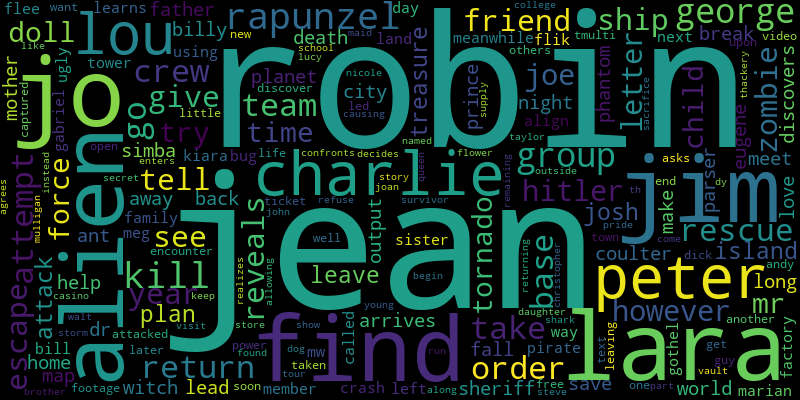 flee want learns father
doll lou billy rapunzel day friend ship george
mother ugly tower using death land meanwhile flik letter next break video
like jo crew new maid school lucy robin joe others tmulti college upon
captured gabriel give planet nicole city treasure prince night phantom child zombie discovers
go little team discover led causing supply align sacrifice eugene thackery
open try time named taylor
simba kiara bug life confronts decides queen flower group jim asks parser meet
agrees escape attempt instead force enters tell charlie story joan outside th end dy love
secret away back ticket refuse survivor remaining hitler make
mulligan alien family john jean josh pride rescue
ant meg see encounter reveals well output sister tornado base christopher town come dick island
attack help kill realizes allowing leave begin returning coulter peter andy long
casino year keep young daughter however mr
map walt plan store arrives shark take way pirate text leaving another factory
dr storm visit power show called
bill attacked found find dog run mw fall order lara get guy gothel
home later return tour taken steve one part vault
footage witch lead soon crash left along sheriff free save world marian
brother member